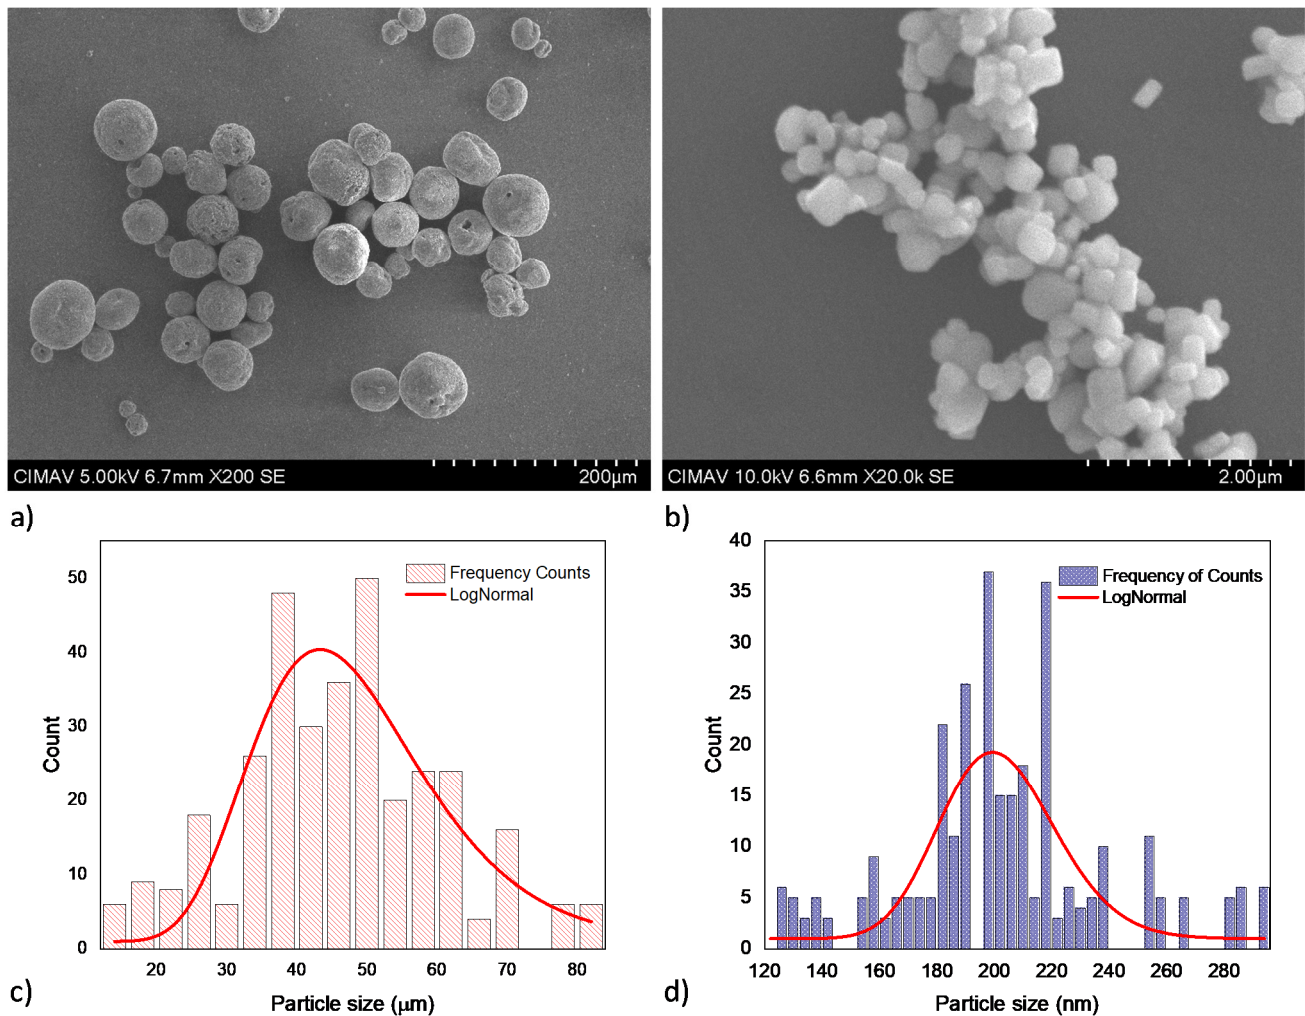 CIMAV 5.00kV 6.7mm X200 SE 200µm
CIMAV 10.0kV 6.6mm X20.0k SE 2.00µm
a)
b)
50
40
30
20
10
0
Count
Frequency Counts
LogNormal
20 30 40 50 60 70 80
Particle size (µm)
c)
40
35
30
25
20
15
10
5
0
Count
Frequency of Counts
LogNormal
120 140 160 180 200 220 240 260 280
Particle size (nm)
d)